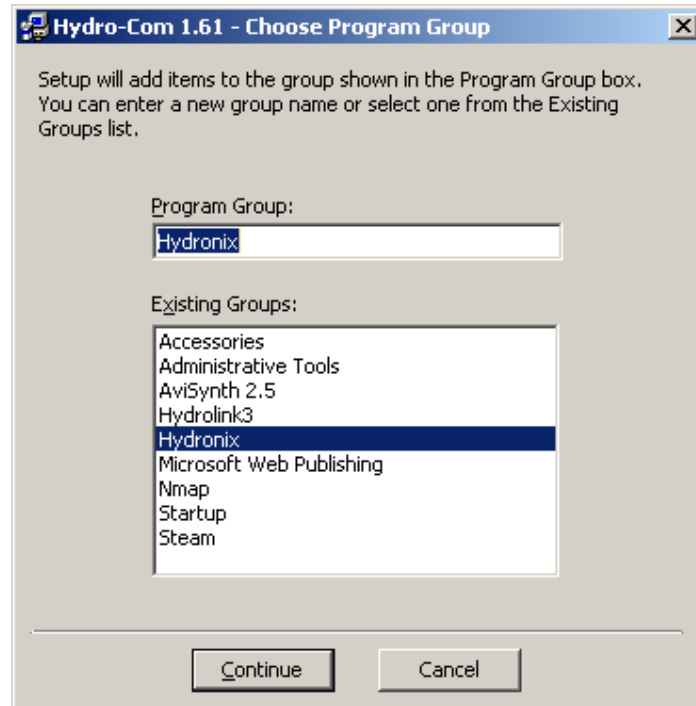 Hydro-Com 1.61 - Choose Program Group
Setup will add items to the group shown in the Program Group box.
You can enter a new group name or select one from the Existing
Groups list.
Program Group:
Hydronix
Existing Groups:
Accessories
Administrative Tools
AviSynth 2.5
Hydrolink3
Hydronix
Microsoft Web Publishing
Nmap
Startup
Steam
Continue
Cancel